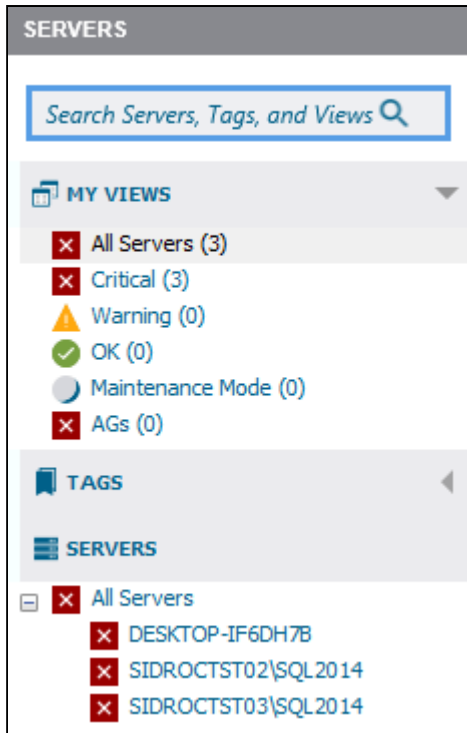 SERVERS
Search Servers, Tags, and Views
MY VIEWS
All Servers (3)
Critical (3)
Warning (0)
OK (0)
Maintenance Mode (0)
AGs (0)
TAGS
SERVERS
All Servers
DESKTOP-IF6DH7B
SIDROCTST02\SQL2014
SIDROCTST03\SQL2014